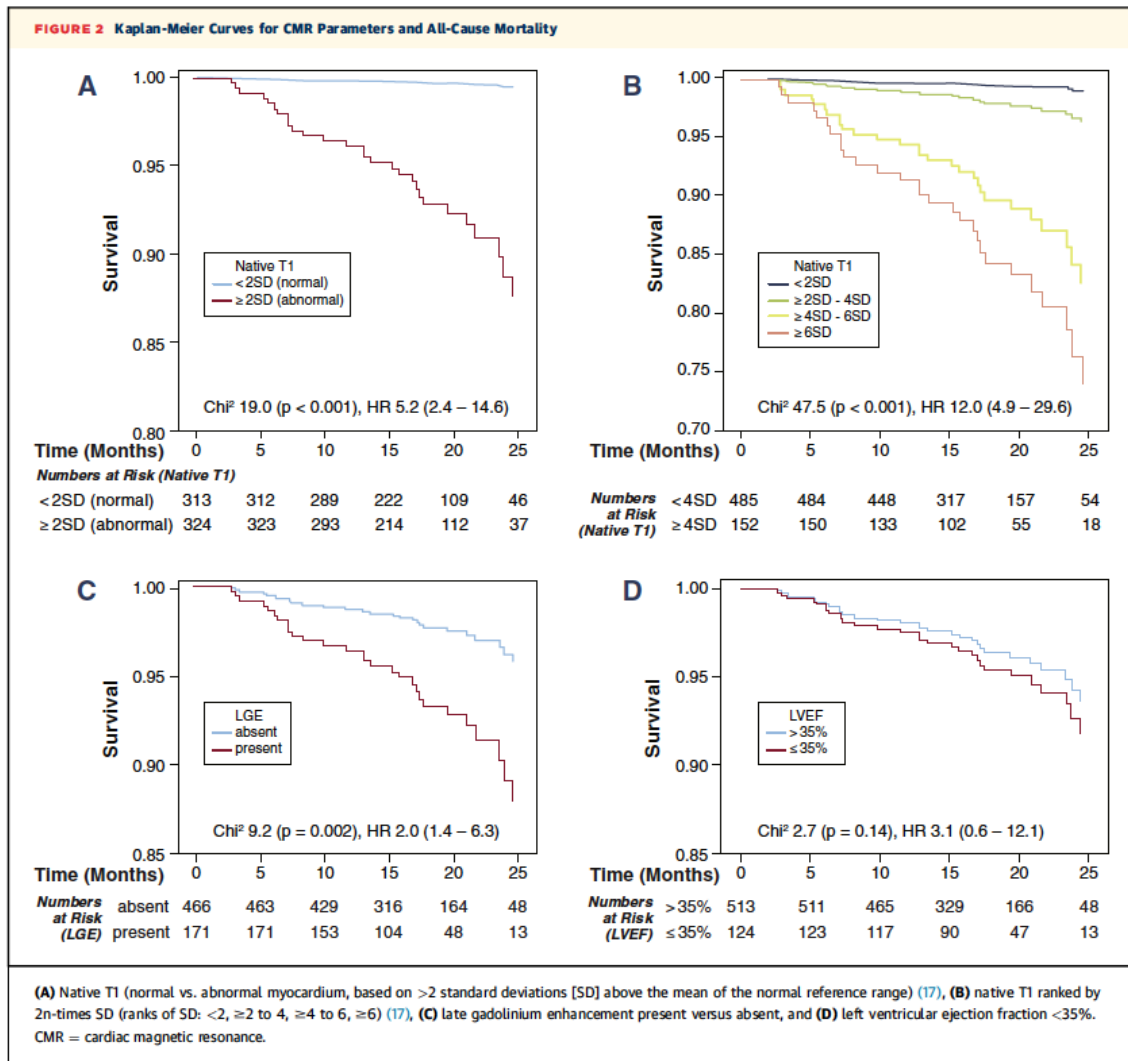 FIGURE 2 Kaplan-Meier Curves for CMR Parameters and All-Cause Mortality
A
1.00
0.95
0.90
0.85
0.80
Survival
Native T1
<2SD (normal)
≥2SD (abnormal)
Chi² 19.0 (p < 0.001), HR 5.2 (2.4 – 14.6)
Time (Months) 0 5 10 15 20 25
Numbers at Risk (Native T1)
<2SD (normal) 313 312 289 222 109 46
≥2SD (abnormal) 324 323 293 214 112 37
B
1.00
0.95
0.90
0.85
0.80
0.75
0.70
Survival
Native T1
<2SD
≥2SD - 4SD
≥4SD - 6SD
≥6SD
Chi² 47.5 (p < 0.001), HR 12.0 (4.9 – 29.6)
Time (Months) 0 5 10 15 20 25
Numbers at Risk (Native T1)
<4SD 485 484 448 317 157 54
≥4SD 152 150 133 102 55 18
C
1.00
0.95
0.90
0.85
Survival
LGE
absent
present
Chi² 9.2 (p = 0.002), HR 2.0 (1.4 – 6.3)
Time (Months) 0 5 10 15 20 25
Numbers at Risk (LGE)
absent 466 463 429 316 164 48
present 171 171 153 104 48 13
D
1.00
0.95
0.90
0.85
Survival
LVEF
>35%
≤35%
Chi² 2.7 (p = 0.14), HR 3.1 (0.6 – 12.1)
Time (Months) 0 5 10 15 20 25
Numbers at Risk (LVEF)
>35% 513 511 465 329 166 48
≤35% 124 123 117 90 47 13
(A) Native T1 (normal vs. abnormal myocardium, based on >2 standard deviations [SD] above the mean of the normal reference range) (17), (B) native T1 ranked by
2n-times SD (ranks of SD: <2, ≥2 to 4, ≥4 to 6, ≥6) (17), (C) late gadolinium enhancement present versus absent, and (D) left ventricular ejection fraction <35%.
CMR = cardiac magnetic resonance.